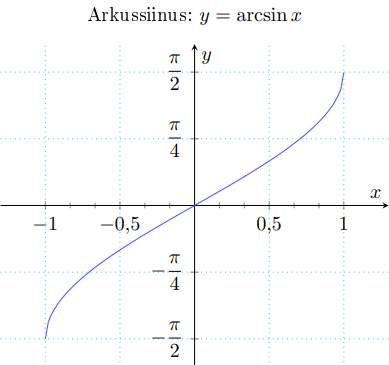 Arkussiinus: y = arcsin x
y
π/2
π/4
x
−1 −0,5 0,5 1
−π/4
−π/2